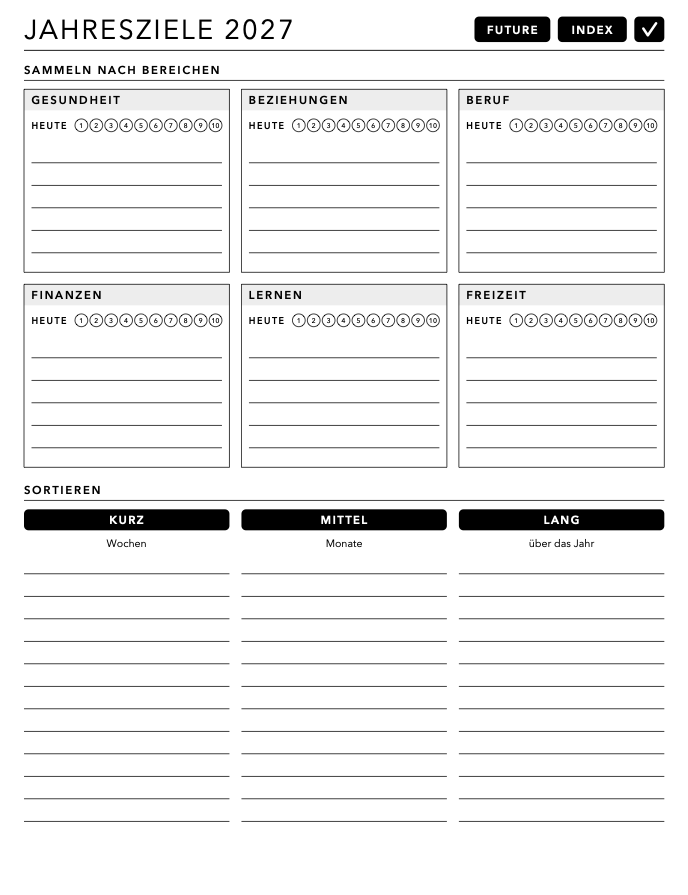 JAHRESZIELE 2027 FUTURE INDEX
SAMMELN NACH BEREICHEN
GESUNDHEIT BEZIEHUNGEN BERUF
HEUTE 1 2 3 4 5 6 7 8 9 10 HEUTE 1 2 3 4 5 6 7 8 9 10 HEUTE 1 2 3 4 5 6 7 8 9 10
FINANZEN LERNEN FREIZEIT
HEUTE 1 2 3 4 5 6 7 8 9 10 HEUTE 1 2 3 4 5 6 7 8 9 10 HEUTE 1 2 3 4 5 6 7 8 9 10
SORTIEREN
KURZ MITTEL LANG
Wochen Monate über das Jahr